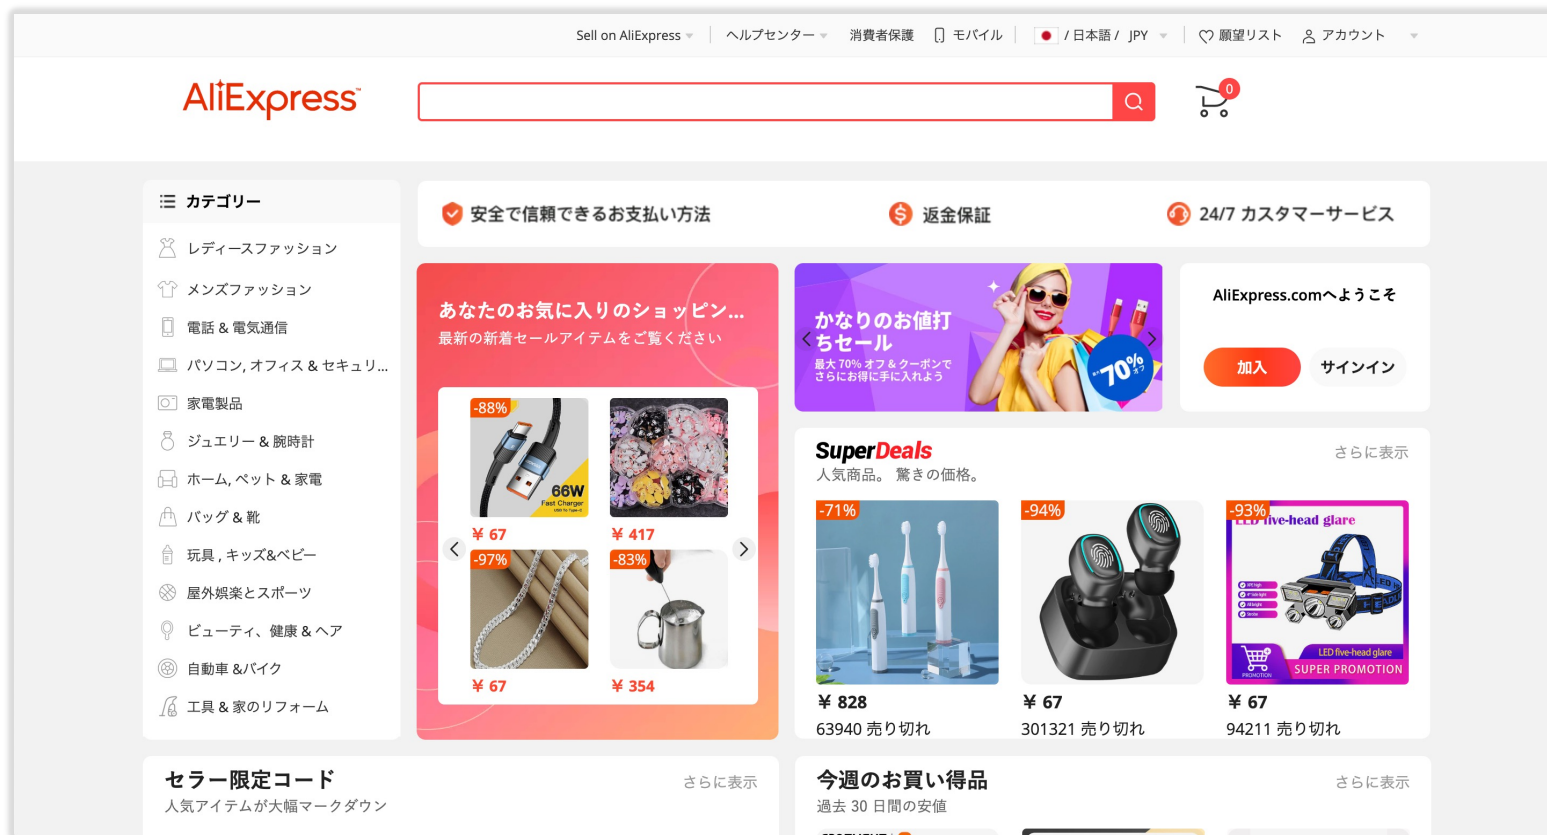 Sell on AliExpress
ヘルプセンター
消費者保護
モバイル
/ 日本語 / JPY
願望リスト
アカウント
AliExpress™
0
カテゴリー
レディースファッション
メンズファッション
電話 & 電気通信
パソコン, オフィス & セキュリ...
家電製品
ジュエリー & 腕時計
ホーム, ペット & 家電
バッグ & 靴
玩具 , キッズ&ベビー
屋外娯楽とスポーツ
ビューティ、健康 & ヘア
自動車 &バイク
工具 & 家のリフォーム
安全で信頼できるお支払い方法
返金保証
24/7 カスタマーサービス
あなたのお気に入りのショッピン...
最新の新着セールアイテムをご覧ください
-88%
66W
Fast Charger
USB To Type-C
¥ 67
¥ 417
-97%
-83%
¥ 67
¥ 354
かなりのお値打
ちセール
最大 70% オフ & クーポンで
さらにお得に手に入れよう
70%
オフ
AliExpress.comへようこそ
加入
サインイン
SuperDeals
さらに表示
人気商品。 驚きの価格。
-71%
¥ 828
63940 売り切れ
-94%
¥ 67
301321 売り切れ
-93%
LED five-head glare
LED five-head glare
PROMOTION
SUPER PROMOTION
¥ 67
94211 売り切れ
セラー限定コード
さらに表示
人気アイテムが大幅マークダウン
今週のお買い得品
さらに表示
過去 30 日間の安値